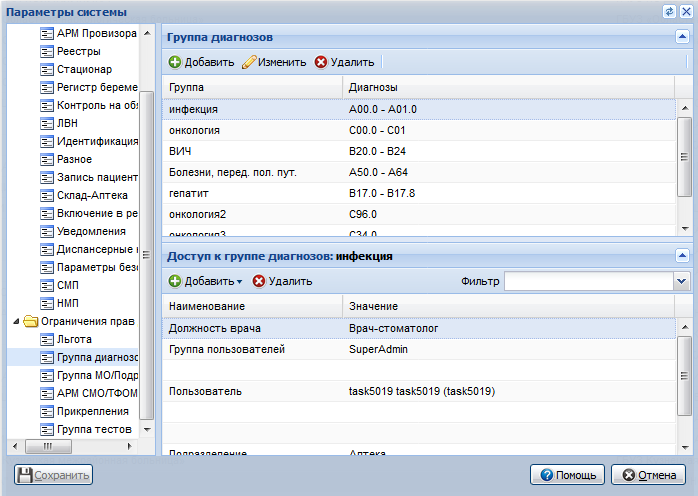 Параметры системы
АРМ Провизора
Реестры
Стационар
Регистр береме
Контроль на обя
ЛВН
Идентификация
Разное
Запись пациент
Склад-Аптека
Включение в ре
Уведомления
Диспансерные
Параметры безо
СМП
НМП
Ограничения прав
Льгота
Группа диагнозо
Группа МО/Подр
АРМ СМО/ТФОМ
Прикрепления
Группа тестов
Группа диагнозов
Добавить Изменить Удалить
Группа Диагнозы
инфекция A00.0 - A01.0
онкология C00.0 - C01
ВИЧ B20.0 - B24
Болезни, перед. пол. пут. A50.0 - A64
гепатит B17.0 - B17.8
онкология2 C96.0
онкология3 C34.0
Доступ к группе диагнозов: инфекция
Добавить Удалить Фильтр
Наименование Значение
Должность врача Врач-стоматолог
Группа пользователей SuperAdmin
Пользователь task5019 task5019 (task5019)
Подразделение Аптека
Сохранить Помощь Отмена